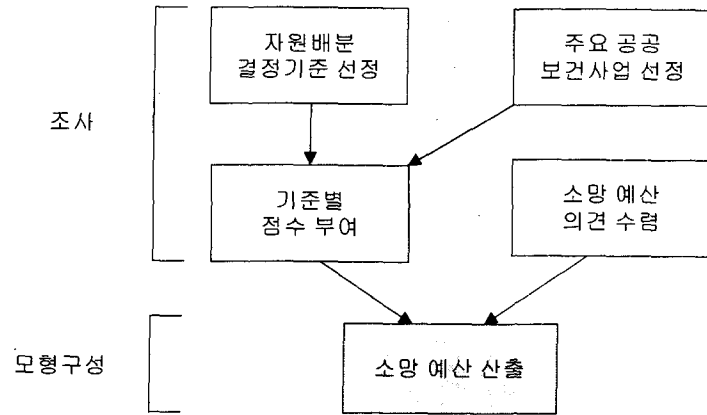 자원배분
결정기준 선정
주요 공공
보건사업 선정
조사
기준별
점수 부여
소망 예산
의견 수렴
모형구성
소망 예산 산출